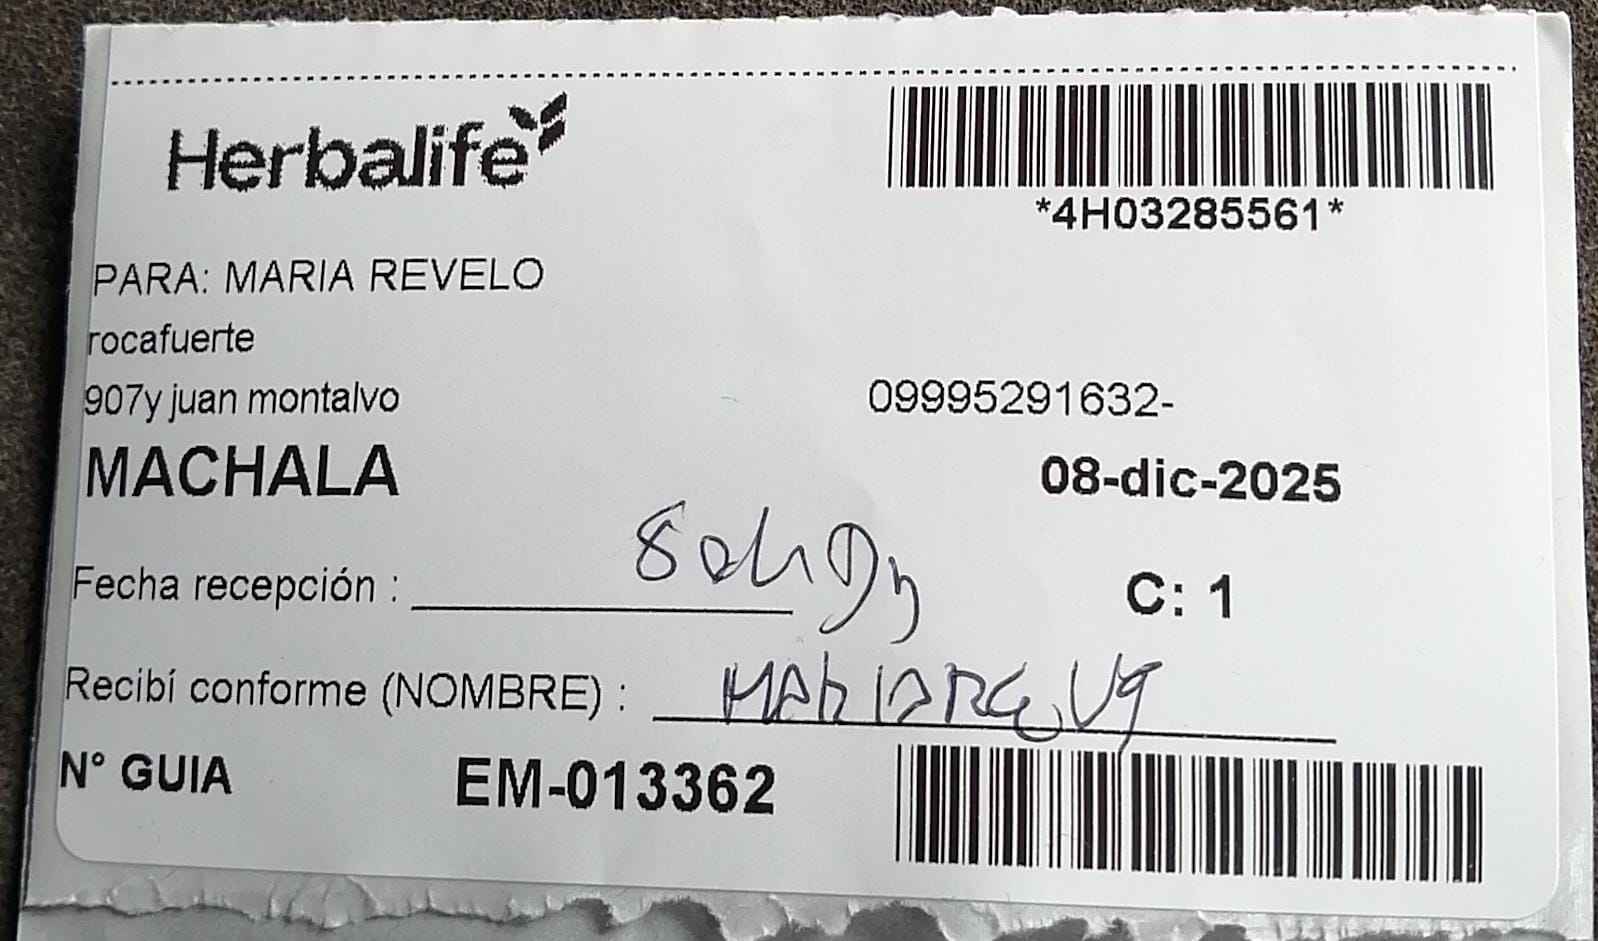 Herbalife
*4H03285561*
PARA: MARIA REVELO
rocafuerte
907y juan montalvo 09995291632-
MACHALA 08-dic-2025
Fecha recepción : C: 1
Recibí conforme (NOMBRE) : MARIA
N° GUIA EM-013362